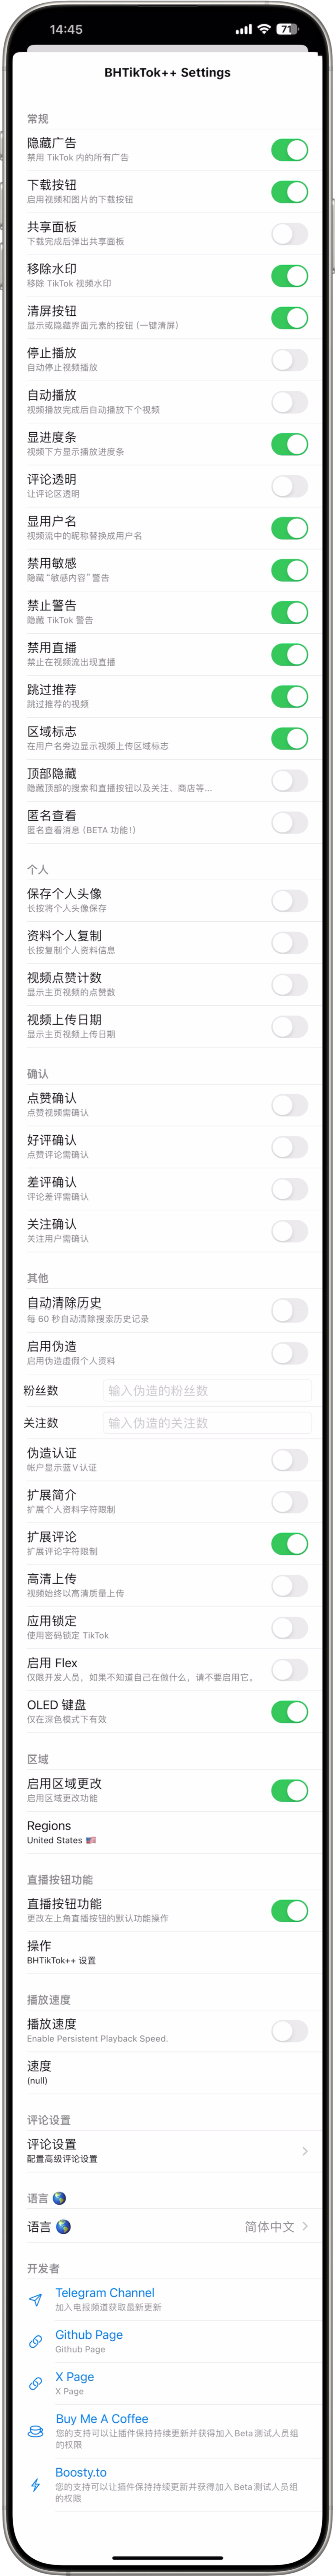 14:45
71
BHTikTok++ Settings
常规
隐藏广告
禁用 TikTok 内的所有广告
下载按钮
启用视频和图片的下载按钮
共享面板
下载完成后弹出共享面板
移除水印
移除 TikTok 视频水印
清屏按钮
显示或隐藏界面元素的按钮 (一键清屏)
停止播放
自动停止视频播放
自动播放
视频播放完成后自动播放下个视频
显进度条
视频下方显示播放进度条
评论透明
让评论区透明
显用户名
视频流中的昵称替换成用户名
禁用敏感
隐藏“敏感内容”警告
禁止警告
隐藏 TikTok 警告
禁用直播
禁止在视频流出现直播
跳过推荐
跳过推荐的视频
区域标志
在用户名旁边显示视频上传区域标志
顶部隐藏
隐藏顶部的搜索和直播按钮以及关注、商店等...
匿名查看
匿名查看消息 (BETA 功能!)
个人
保存个人头像
长按将个人头像保存
资料个人复制
长按复制个人资料信息
视频点赞计数
显示主页视频的点赞数
视频上传日期
显示主页视频上传日期
确认
点赞确认
点赞视频需确认
好评确认
点赞评论需确认
差评确认
评论差评需确认
关注确认
关注用户需确认
其他
自动清除历史
每 60 秒自动清除搜索历史记录
启用伪造
启用伪造虚假个人资料
粉丝数
输入伪造的粉丝数
关注数
输入伪造的关注数
伪造认证
帐户显示蓝V认证
扩展简介
扩展个人资料字符限制
扩展评论
扩展评论字符限制
高清上传
视频始终以高清质量上传
应用锁定
使用密码锁定 TikTok
启用 Flex
仅限开发人员，如果不知道自己在做什么，请不要启用它。
OLED 键盘
仅在深色模式下有效
区域
启用区域更改
启用区域更改功能
Regions
United States 🇺🇸
直播按钮功能
直播按钮功能
更改左上角直播按钮的默认功能操作
操作
BHTikTok++ 设置
播放速度
播放速度
Enable Persistent Playback Speed.
速度
(null)
评论设置
评论设置
配置高级评论设置
语言 🌎
语言 🌎 简体中文
开发者
Telegram Channel
加入电报频道获取最新更新
Github Page
Github Page
X Page
X Page
Buy Me A Coffee
您的支持可以让插件保持持续更新并获得加入Beta测试人员组
的权限
Boosty.to
您的支持可以让插件保持持续更新并获得加入Beta测试人员组
的权限